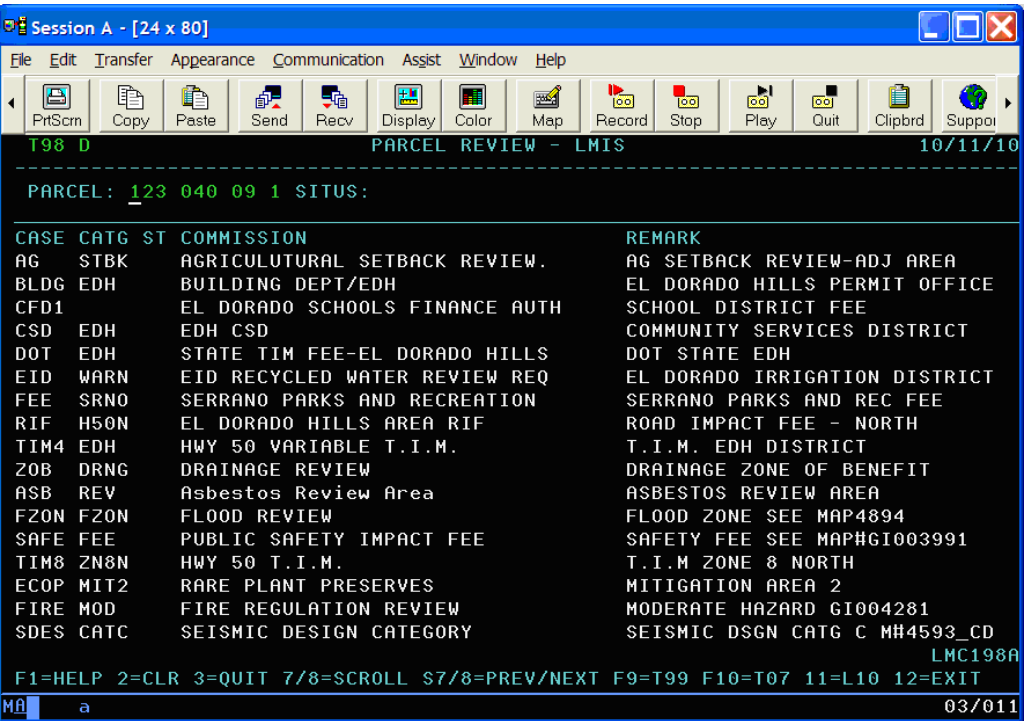 Session A - [24 x 80]
File Edit Transfer Appearance Communication Assist Window Help
PrtScrn Copy Paste Send Recv Display Color Map Record Stop Play Quit Clipbrd Suppor
T98 D PARCEL REVIEW - LMIS 10/11/10
PARCEL: 123 040 09 1 SITUS:
CASE CATG ST COMMISSION REMARK
AG STBK AGRICULUTURAL SETBACK REVIEW. AG SETBACK REVIEW-ADJ AREA
BLDG EDH BUILDING DEPT/EDH EL DORADO HILLS PERMIT OFFICE
CFD1 EL DORADO SCHOOLS FINANCE AUTH SCHOOL DISTRICT FEE
CSD EDH EDH CSD COMMUNITY SERVICES DISTRICT
DOT EDH STATE TIM FEE-EL DORADO HILLS DOT STATE EDH
EID WARN EID RECYCLED WATER REVIEW REQ EL DORADO IRRIGATION DISTRICT
FEE SRNO SERRANO PARKS AND RECREATION SERRANO PARKS AND REC FEE
RIF H50N EL DORADO HILLS AREA RIF ROAD IMPACT FEE - NORTH
TIM4 EDH HWY 50 VARIABLE T.I.M. T.I.M. EDH DISTRICT
ZOB DRNG DRAINAGE REVIEW DRAINAGE ZONE OF BENEFIT
ASB REV Asbestos Review Area ASBESTOS REVIEW AREA
FZON FZON FLOOD REVIEW FLOOD ZONE SEE MAP4894
SAFE FEE PUBLIC SAFETY IMPACT FEE SAFETY FEE SEE MAP#GI003991
TIM8 ZN8N HWY 50 T.I.M. T.I.M ZONE 8 NORTH
ECOP MIT2 RARE PLANT PRESERVES MITIGATION AREA 2
FIRE MOD FIRE REGULATION REVIEW MODERATE HAZARD GI004281
SDES CATC SEISMIC DESIGN CATEGORY SEISMIC DSGN CATG C M#4593_CD
LMC198A
F1=HELP 2=CLR 3=QUIT 7/8=SCROLL S7/8=PREV/NEXT F9=T99 F10=T07 11=L10 12=EXIT
MA a 03/011